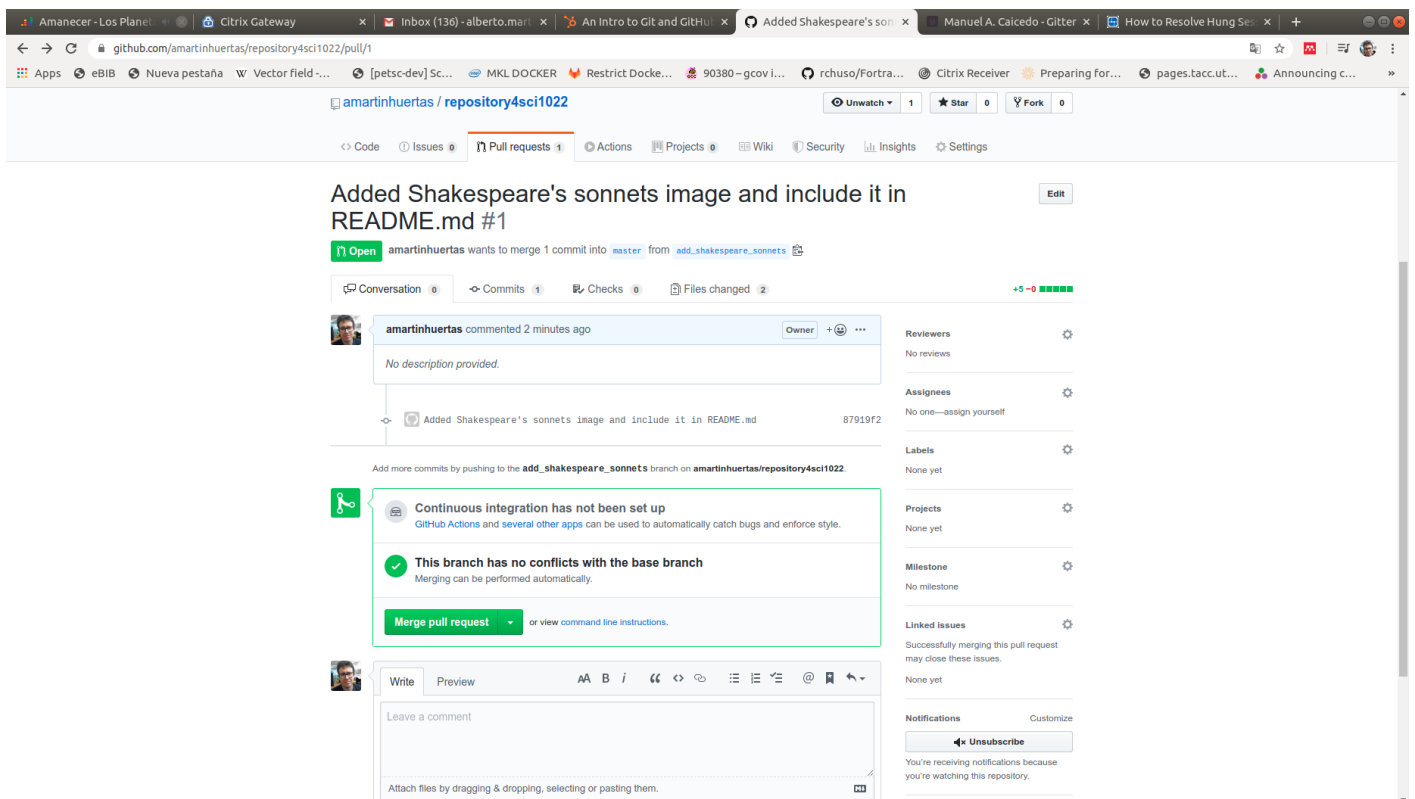 Amanecer - Los Planet
Citrix Gateway
Inbox (136) - alberto.mart
An Intro to Git and GitHu
Added Shakespeare's son
Manuel A. Caicedo - Gitter
How to Resolve Hung Ses
github.com/amartinhuertas/repository4sci1022/pull/1
Apps
eBIB
Nueva pestaña
Vector field -...
[petsc-dev] Sc...
MKL DOCKER
Restrict Docke...
90380 – gcov i...
rchuso/Fortra...
Citrix Receiver
Preparing for...
pages.tacc.ut...
Announcing c...
»
amartinhuertas / repository4sci1022
Unwatch 1
Star 0
Fork 0
Code
Issues 0
Pull requests 1
Actions
Projects 0
Wiki
Security
Insights
Settings
Added Shakespeare's sonnets image and include it in
README.md #1
Edit
Open amartinhuertas wants to merge 1 commit into master from add_shakespeare_sonnets
Conversation 0
Commits 1
Checks 0
Files changed 2
+5 −0
amartinhuertas commented 2 minutes ago
Owner
No description provided.
Added Shakespeare's sonnets image and include it in README.md 87919f2
Add more commits by pushing to the add_shakespeare_sonnets branch on amartinhuertas/repository4sci1022.
Continuous integration has not been set up
GitHub Actions and several other apps can be used to automatically catch bugs and enforce style.
This branch has no conflicts with the base branch
Merging can be performed automatically.
Merge pull request
or view command line instructions.
Write
Preview
AA B i
Leave a comment
Attach files by dragging & dropping, selecting or pasting them.
Reviewers
No reviews
Assignees
No one—assign yourself
Labels
None yet
Projects
None yet
Milestone
No milestone
Linked issues
Successfully merging this pull request
may close these issues.
None yet
Notifications
Customize
Unsubscribe
You're receiving notifications because
you're watching this repository.